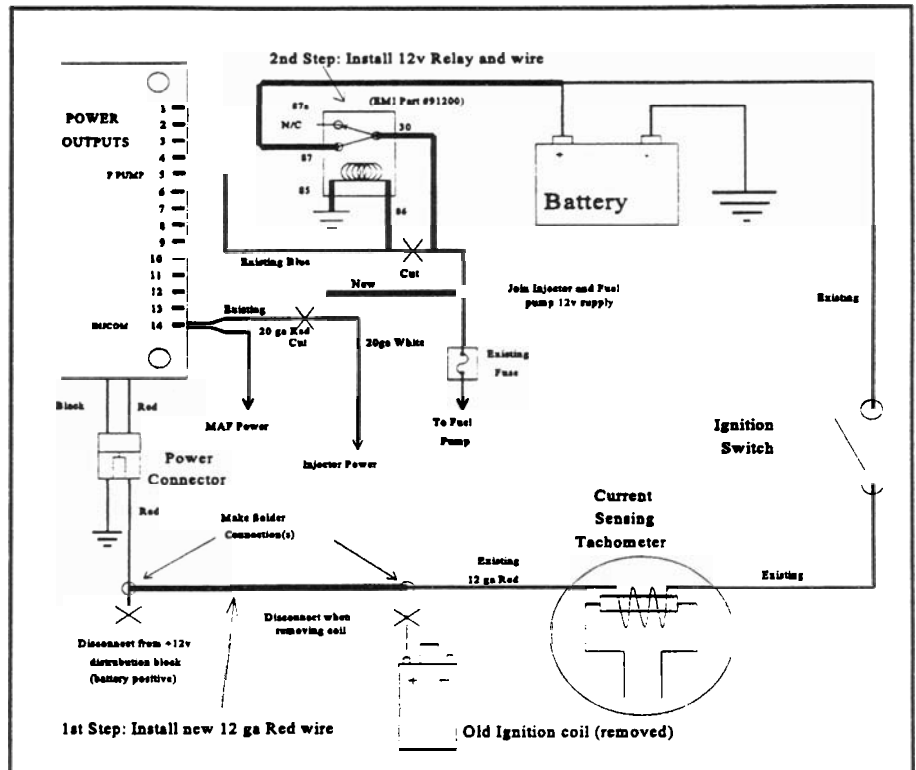 2nd Step: Install 12v Relay and wire
(EMI Part #91200)
87a
N/C
30
87
85
86
POWER
OUTPUTS
1
2
3
4
F PUMP 5
6
7
8
9
10
11
12
13
INJCOM 14
+ -
Battery
Existing Blue
Cut
New
Join Injector and Fuel
pump 12v supply
Existing
Existing
20 ga Red
Cut
20ga White
Existing
Fuse
MAF Power
To Fuel
Pump
Injector Power
Black
Red
Power
Connector
Red
Ignition
Switch
Current
Sensing
Tachometer
Make Solder
Connection(s)
Existing
12 ga Red
Existing
Disconnect when
removing coil
Disconnect from +12v
distrubution block
(battery positive)
+ -
1st Step: Install new 12 ga Red wire
Old Ignition coil (removed)